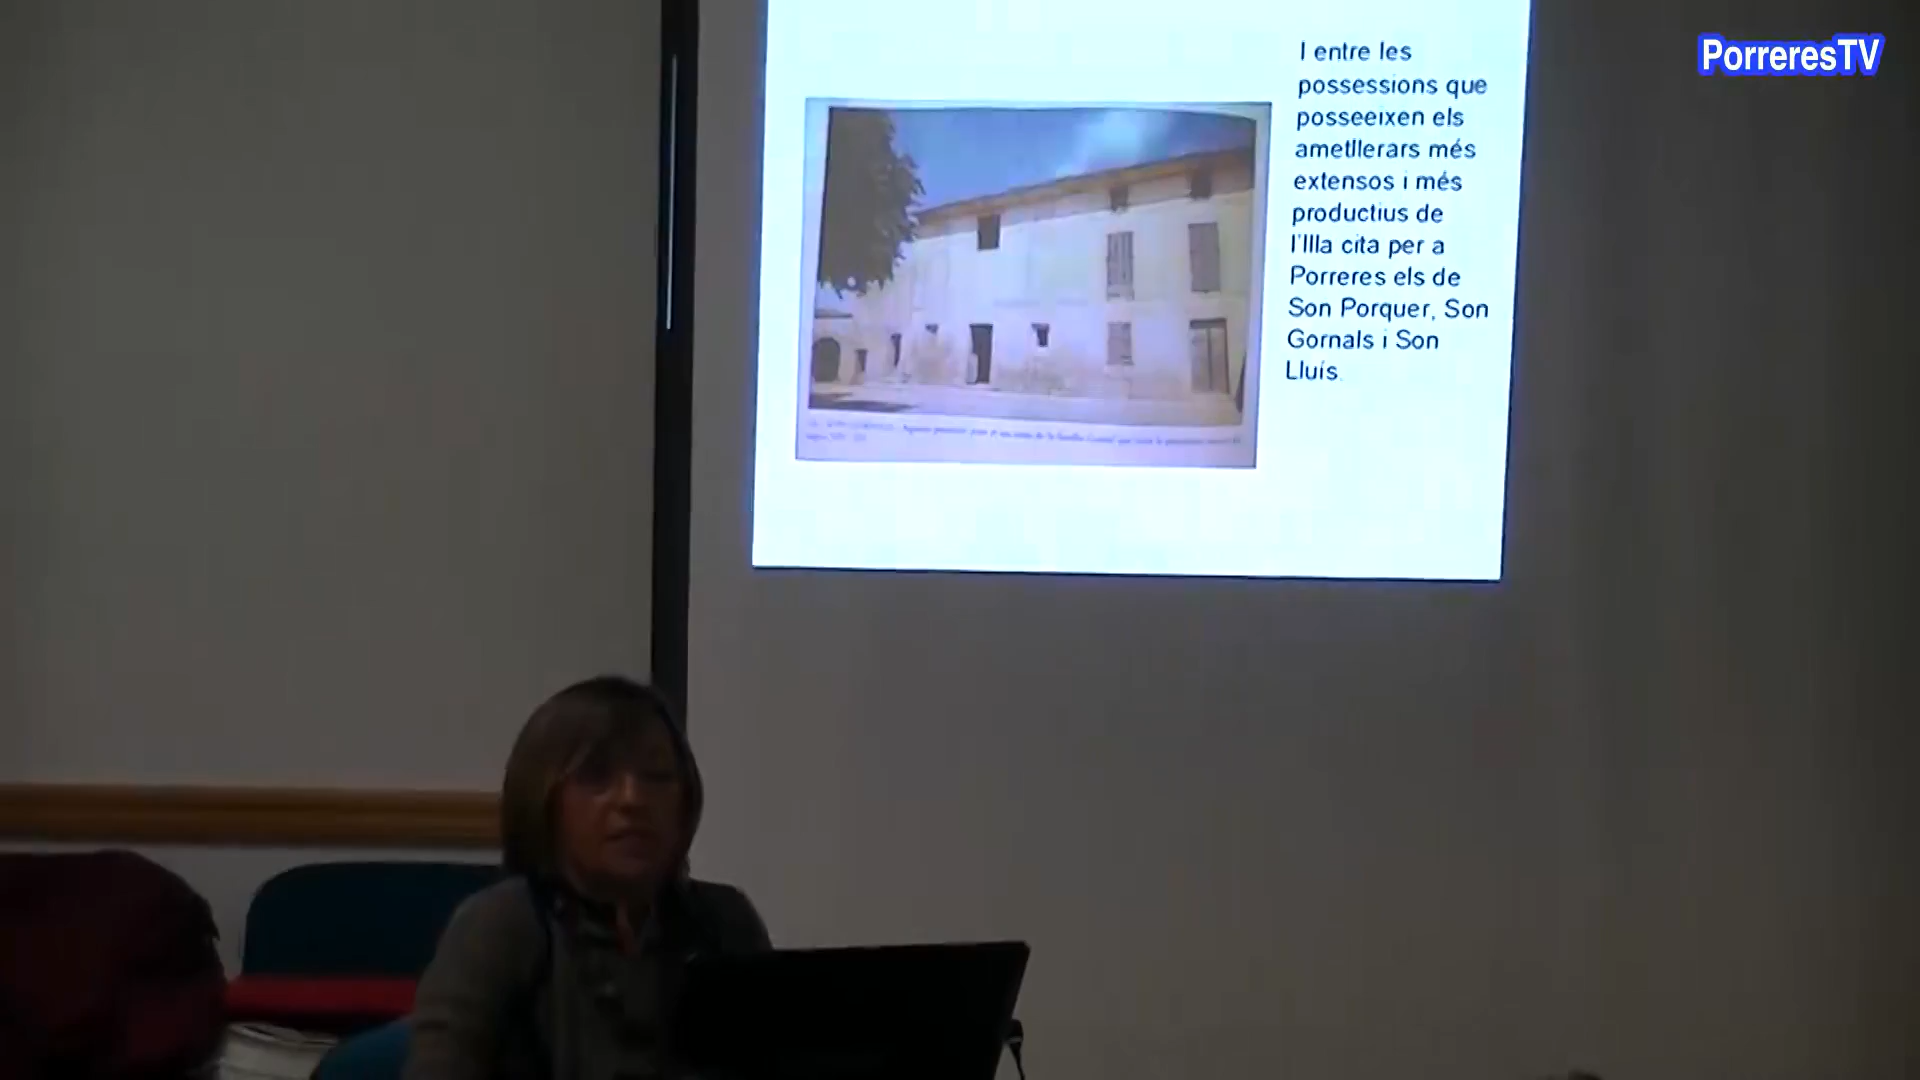 PorreresTV
I entre les
possessions que
posseeixen els
ametllerars més
extensos i més
productius de
l'Illa cita per a
Porreres els de
Son Porquer, Son
Gornals i Son
Lluís.